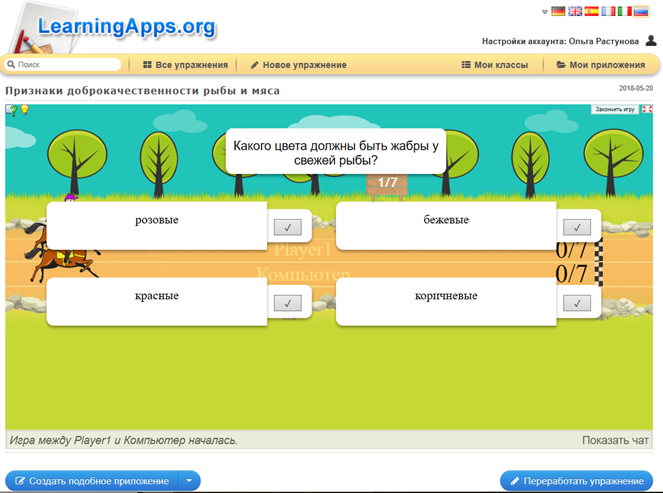 LearningApps.org
Настройки аккаунта: Ольга Растунова
Поиск
Все упражнения
Новое упражнение
Мои классы
Мои приложения
Признаки доброкачественности рыбы и мяса
2018-05-20
Закончить игру
Какого цвета должны быть жабры у
свежей рыбы?
1/7
розовые
бежевые
Player1
0/7
Компьютер
0/7
красные
корпчневые
Игра между Player1 и Компьютер началась.
Показать чат
Создать подобное приложение
Переработать упражнение